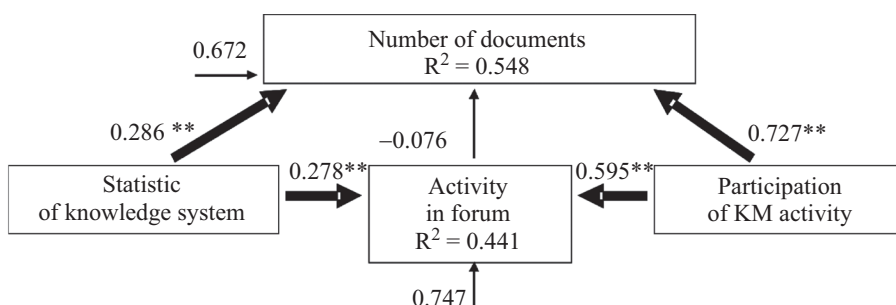 Number of documents
R² = 0.548
0.672
0.286 **
−0.076
0.727**
0.278**
0.595**
Statistic
of knowledge system
Activity
in forum
R² = 0.441
Participation
of KM activity
0.747